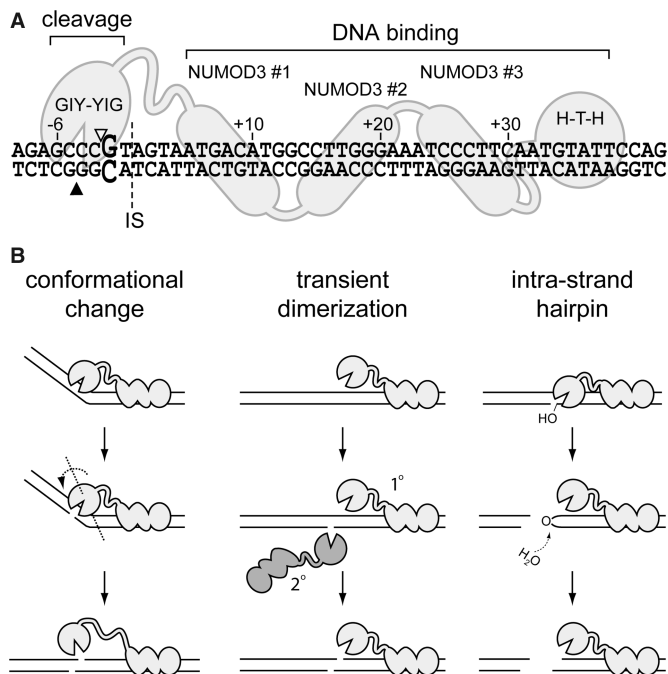 A
cleavage
DNA binding
NUMOD3 #1
NUMOD3 #2
NUMOD3 #3
GIY-YIG
H-T-H
-6
+10
+20
+30
AGAGCCCGTAGTAATGACATGGCCTTGGGAAATCCCTTCAATGTATTCCAG
TCTCGGGCATCATTACTGTACCGGAACCCTTTAGGGAAGTTACATAAGGTC
IS
B
conformational
change
transient
dimerization
intra-strand
hairpin
HO
1°
2°
O
H2O